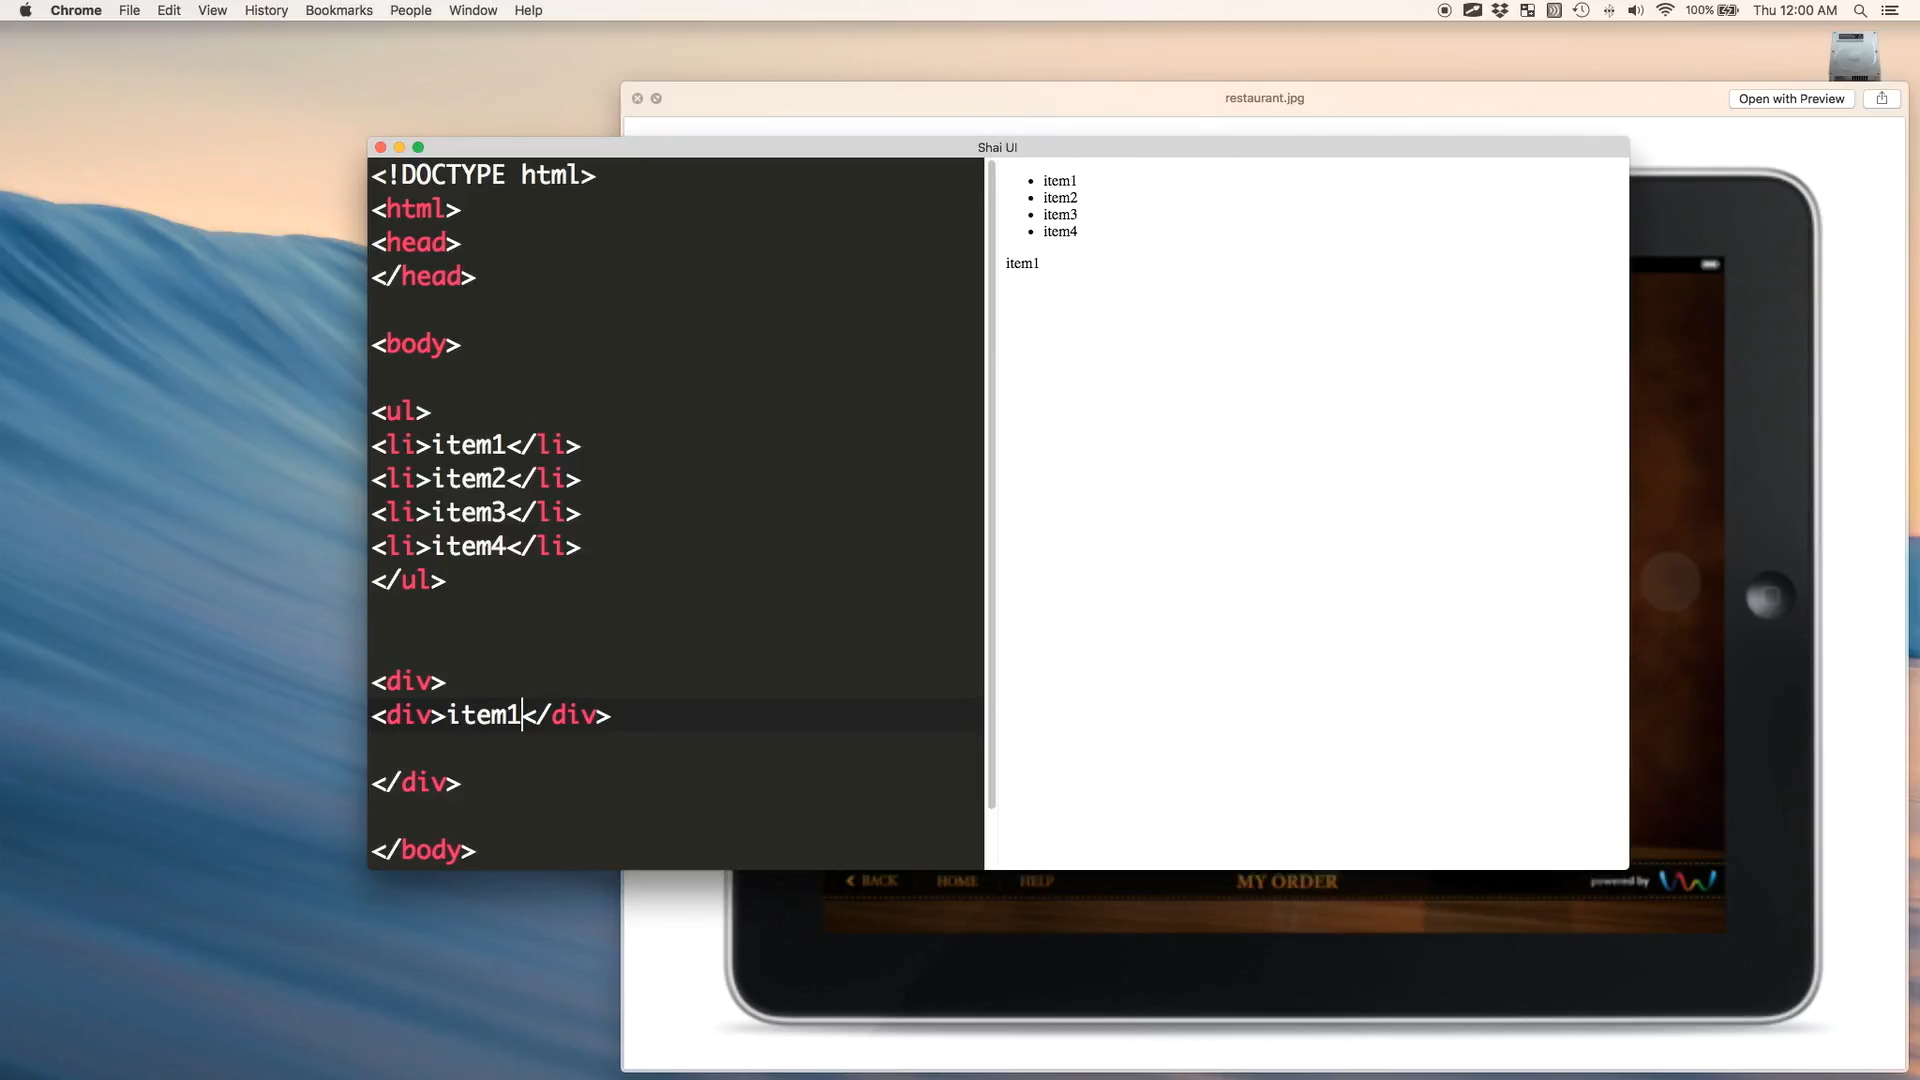 Chrome File Edit View History Bookmarks People Window Help 100% Thu 12:00 AM
restaurant.jpg Open with Preview
Shai UI
<!DOCTYPE html>
<html>
<head>
</head>
<body>
<ul>
<li>item1</li>
<li>item2</li>
<li>item3</li>
<li>item4</li>
</ul>
<div>
<div>item1</div>
</div>
</body>
• item1
• item2
• item3
• item4
item1
BACK HOME HELP MY ORDER powered by